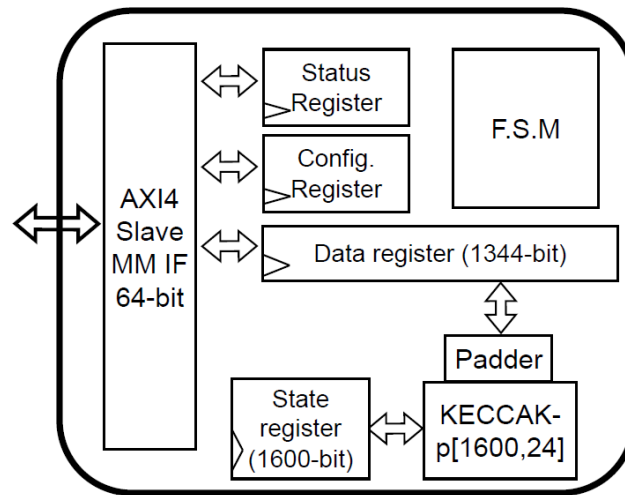 AXI4
Slave
MM IF
64-bit
Status
Register
Config.
Register
F.S.M
Data register (1344-bit)
Padder
State
register
(1600-bit)
KECCAK-
p[1600,24]